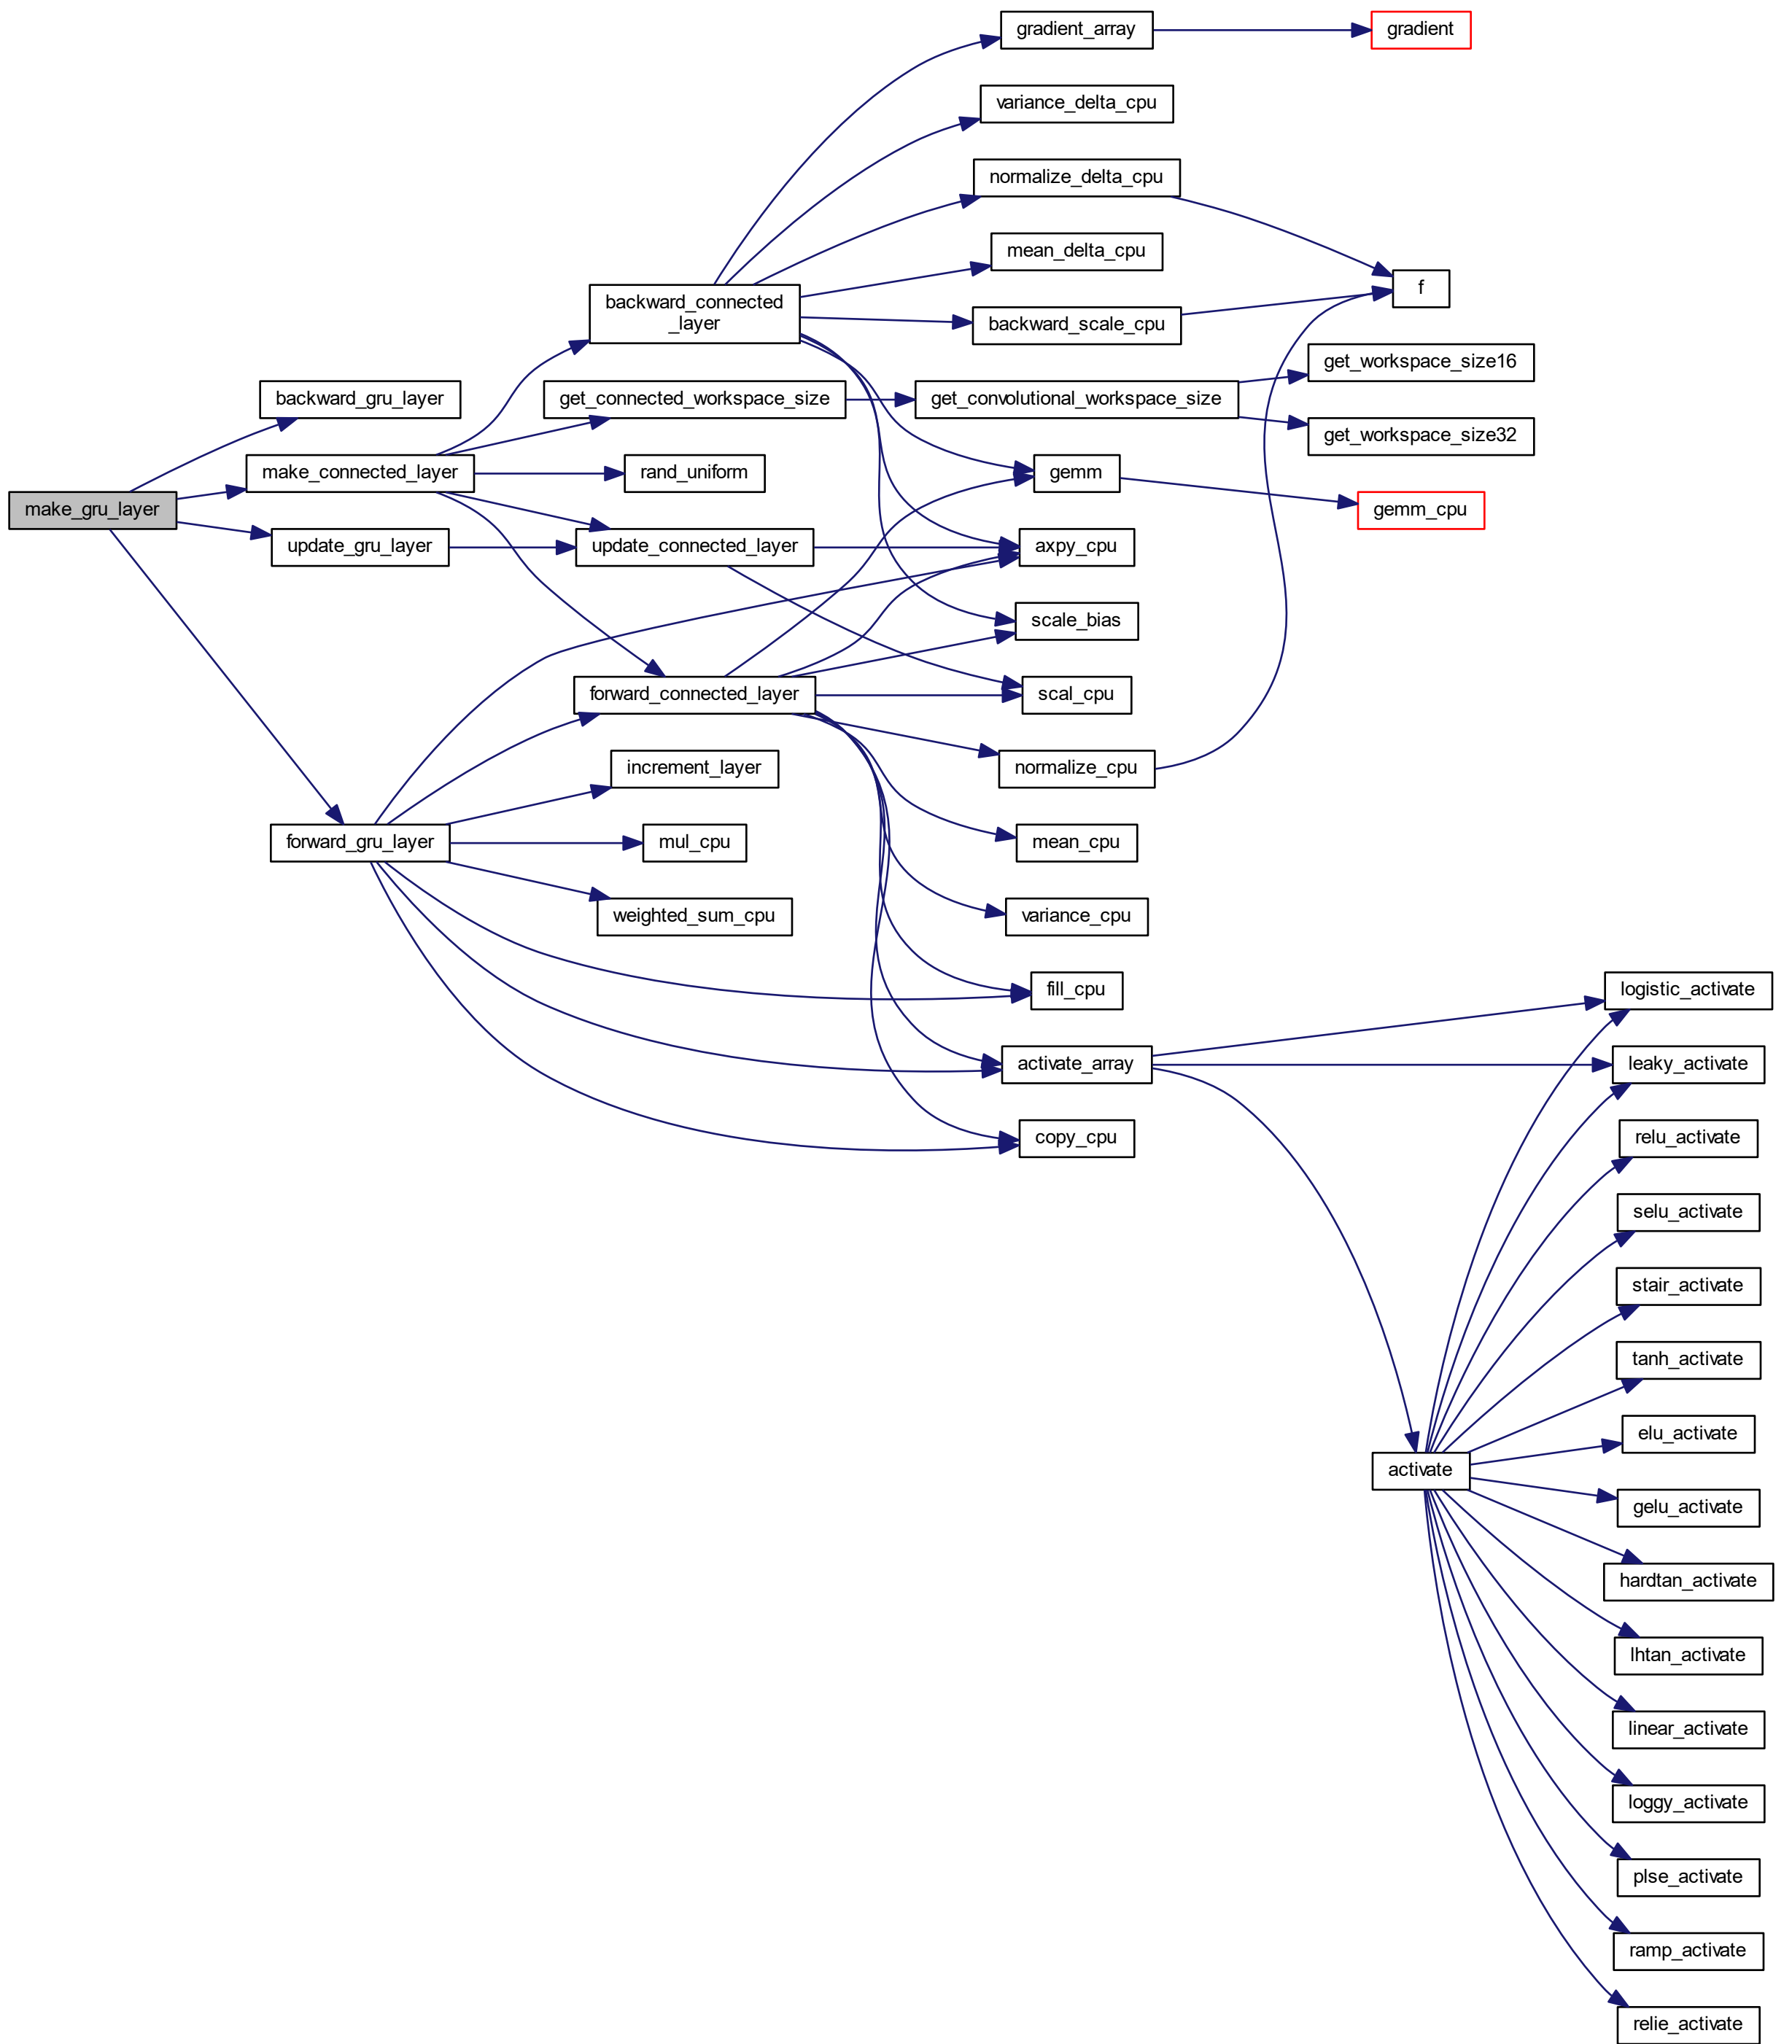 gradient_array
gradient
variance_delta_cpu
normalize_delta_cpu
mean_delta_cpu
backward_connected
_layer
f
backward_scale_cpu
get_workspace_size16
backward_gru_layer
get_connected_workspace_size
get_convolutional_workspace_size
get_workspace_size32
make_connected_layer
rand_uniform
gemm
make_gru_layer
gemm_cpu
update_gru_layer
update_connected_layer
axpy_cpu
scale_bias
forward_connected_layer
scal_cpu
increment_layer
normalize_cpu
forward_gru_layer
mul_cpu
mean_cpu
weighted_sum_cpu
variance_cpu
fill_cpu
logistic_activate
activate_array
leaky_activate
copy_cpu
relu_activate
selu_activate
stair_activate
tanh_activate
elu_activate
activate
gelu_activate
hardtan_activate
lhtan_activate
linear_activate
loggy_activate
plse_activate
ramp_activate
relie_activate